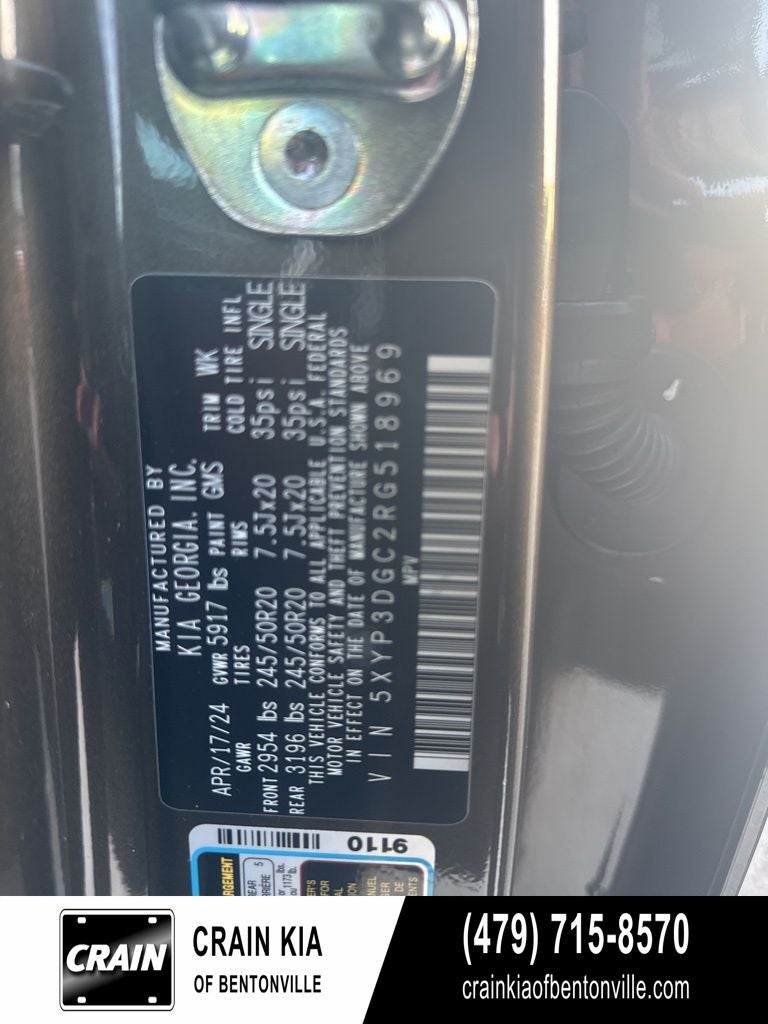 MANUFACTURED BY
KIA GEORGIA. INC.
APR/17/24 GVWR 5917 lbs PAINT GMS TRIM WK
GAWR TIRES RIMS COLD TIRE INFL
FRONT 2954 lbs 245/50R20 7.5Jx20 35psi SINGLE
REAR 3196 lbs 245/50R20 7.5Jx20 35psi SINGLE
THIS VEHICLE CONFORMS TO ALL APPLICABLE U.S.A. FEDERAL
MOTOR VEHICLE SAFETY AND THEFT PREVENTION STANDARDS
IN EFFECT ON THE DATE OF MANUFACTURE SHOWN ABOVE
VIN 5XYP3DGC2RG518969
MPV
9110
CRAIN
CRAIN KIA
OF BENTONVILLE
(479) 715-8570
crainkiaofbentonville.com